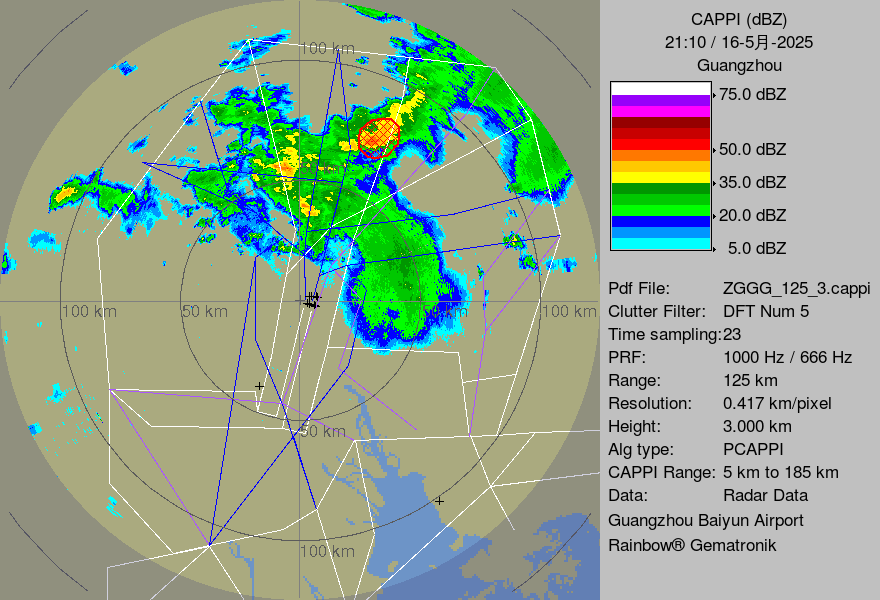 CAPPI (dBZ)
21:10 / 16-5月-2025
Guangzhou
75.0 dBZ
50.0 dBZ
35.0 dBZ
20.0 dBZ
5.0 dBZ
Pdf File: ZGGG_125_3.cappi
Clutter Filter: DFT Num 5
Time sampling:23
PRF: 1000 Hz / 666 Hz
Range: 125 km
Resolution: 0.417 km/pixel
Height: 3.000 km
Alg type: PCAPPI
CAPPI Range: 5 km to 185 km
Data: Radar Data
Guangzhou Baiyun Airport
Rainbow® Gematronik
100 km
100 km
50 km
km
100 km
50 km
100 km